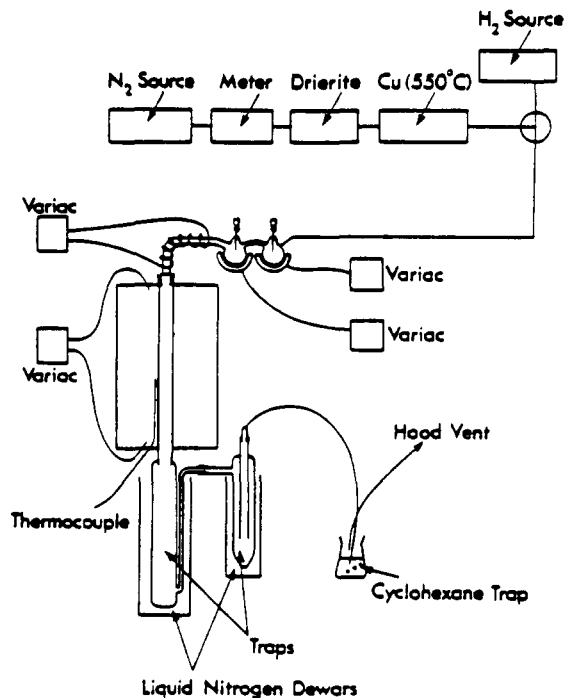 H₂ Source
N₂ Source Meter Drierite Cu (550°C)
Variac
Variac
Variac
Variac
Hood Vent
Thermocouple
Cyclohexane Trap
Traps
Liquid Nitrogen Dewars